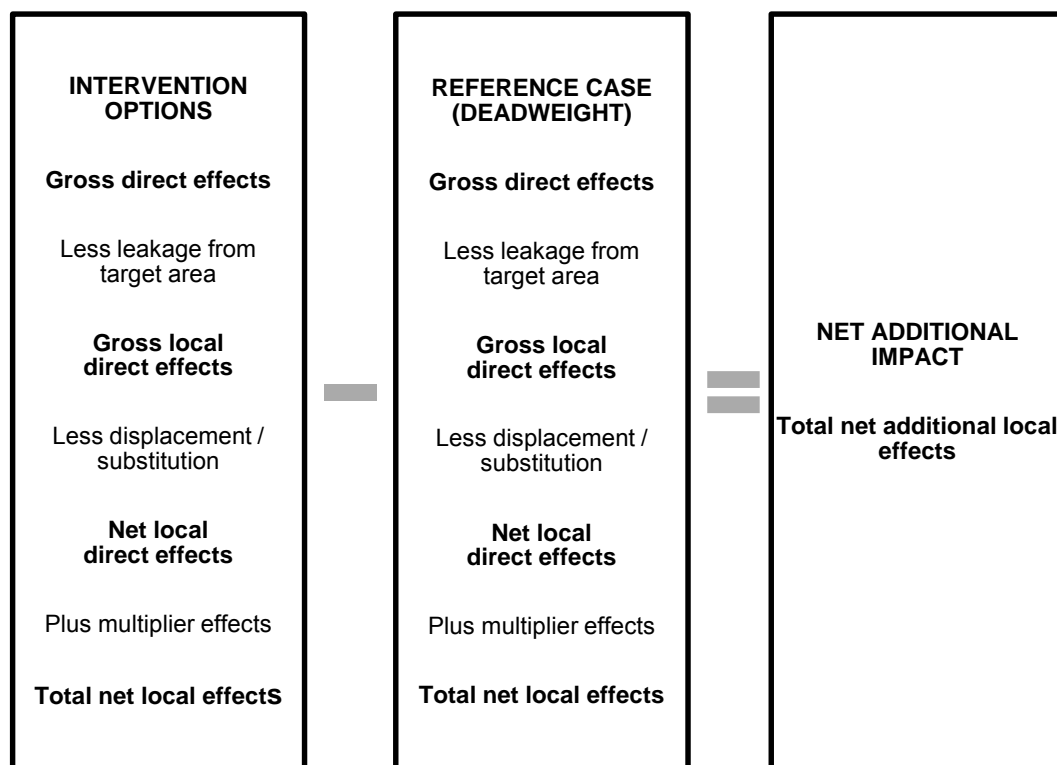 INTERVENTION
OPTIONS
Gross direct effects
Less leakage from
target area
Gross local
direct effects
Less displacement /
substitution
Net local
direct effects
Plus multiplier effects
Total net local effects
REFERENCE CASE
(DEADWEIGHT)
Gross direct effects
Less leakage from
target area
Gross local
direct effects
Less displacement /
substitution
Net local
direct effects
Plus multiplier effects
Total net local effects
NET ADDITIONAL
IMPACT
Total net additional local
effects